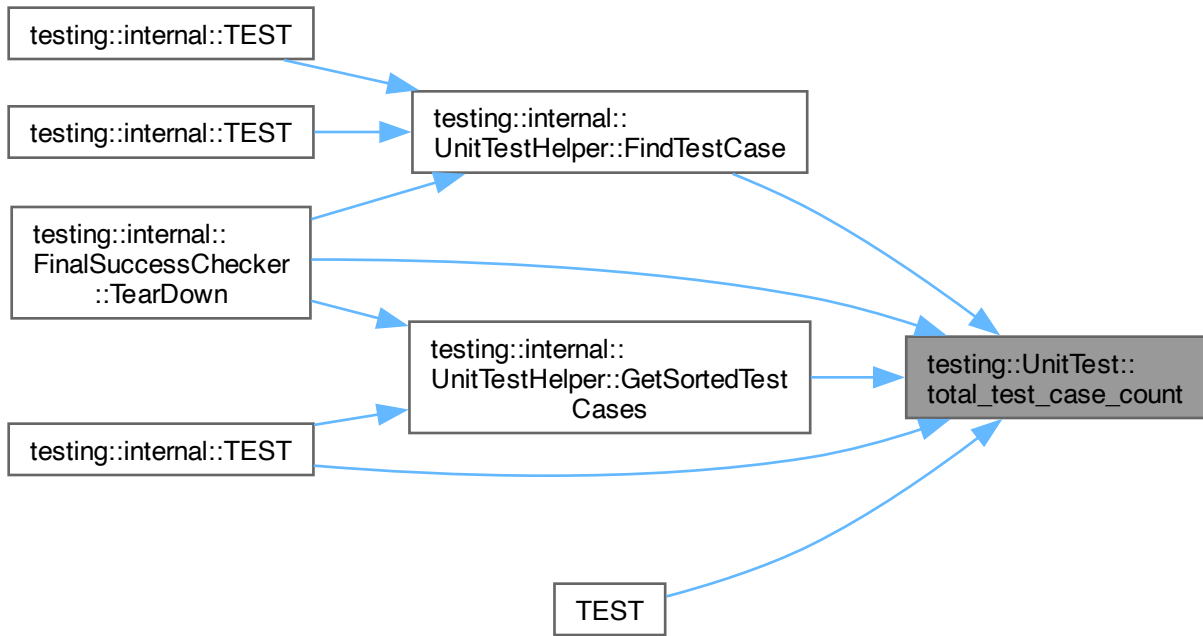 testing::internal::TEST
testing::internal::
UnitTestHelper::FindTestCase
testing::internal::TEST
testing::internal::
FinalSuccessChecker
::TearDown
testing::internal::
UnitTestHelper::GetSortedTest
Cases
testing::UnitTest::
total_test_case_count
testing::internal::TEST
TEST